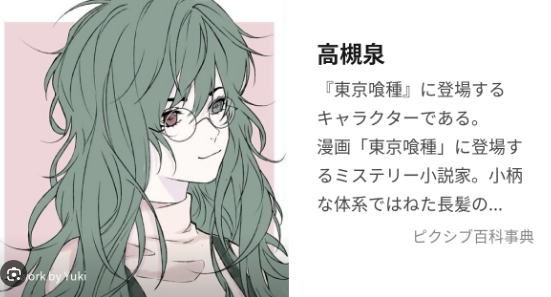 高槻泉
『東京喰種』に登場する
キャラクターである。
漫画「東京喰種」に登場す
るミステリー小説家。小柄
な体系ではねた長髪の...
ピクシブ百科事典
ork by Yuki